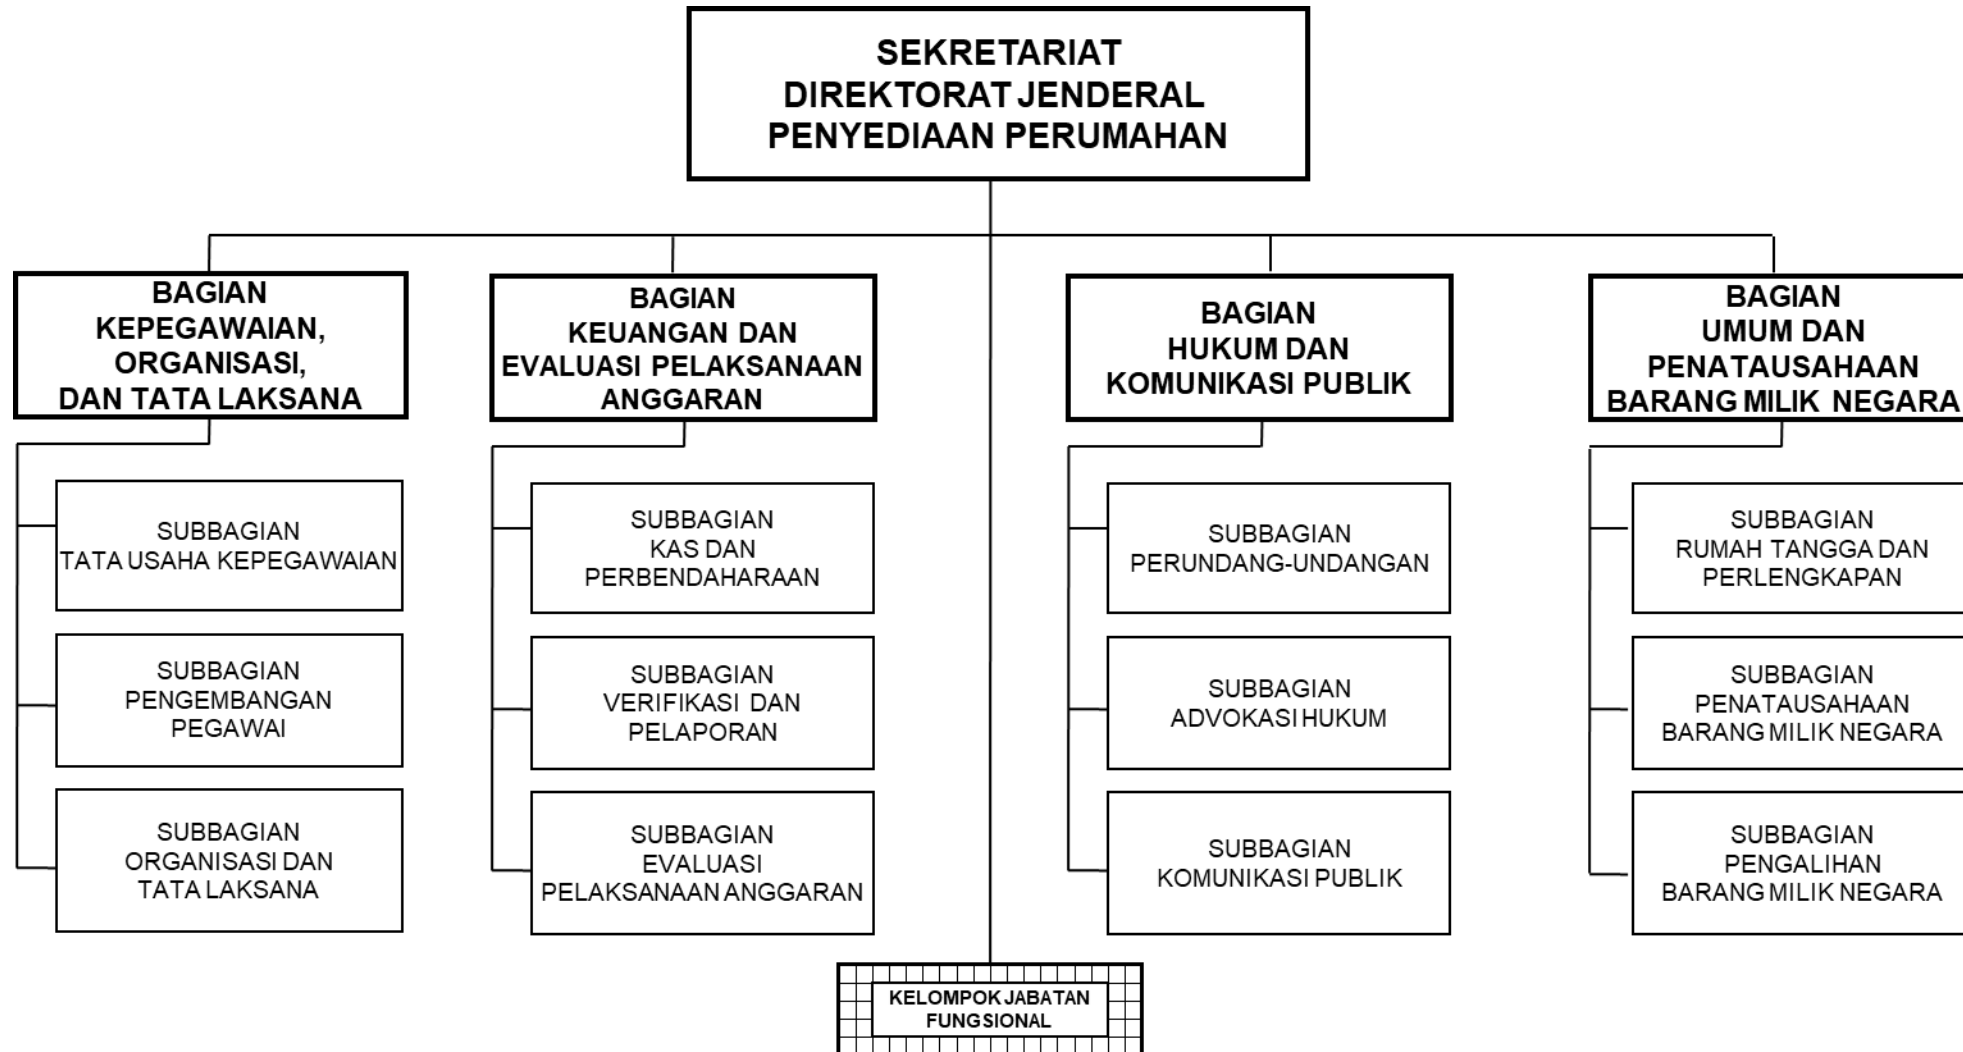 SEKRETARIAT
DIREKTORAT JENDERAL
PENYEDIAAN PERUMAHAN
BAGIAN
KEPEGAWAIAN,
ORGANISASI,
DAN TATA LAKSANA
BAGIAN
KEUANGAN DAN
EVALUASI PELAKSANAAN
ANGGARAN
BAGIAN
HUKUM DAN
KOMUNIKASI PUBLIK
BAGIAN
UMUM DAN
PENATAUSAHAAN
BARANG MILIK NEGARA
SUBBAGIAN
TATA USAHA KEPEGAWAIAN
SUBBAGIAN
KAS DAN
PERBENDAHARAAN
SUBBAGIAN
PERUNDANG-UNDANGAN
SUBBAGIAN
RUMAH TANGGA DAN
PERLENGKAPAN
SUBBAGIAN
PENGEMBANGAN
PEGAWAI
SUBBAGIAN
VERIFIKASI DAN
PELAPORAN
SUBBAGIAN
ADVOKASI HUKUM
SUBBAGIAN
PENATAUSAHAAN
BARANG MILIK NEGARA
SUBBAGIAN
ORGANISASI DAN
TATA LAKSANA
SUBBAGIAN
EVALUASI
PELAKSANAAN ANGGARAN
SUBBAGIAN
KOMUNIKASI PUBLIK
SUBBAGIAN
PENGALIHAN
BARANG MILIK NEGARA
KELOMPOK JABATAN
FUNGSIONAL